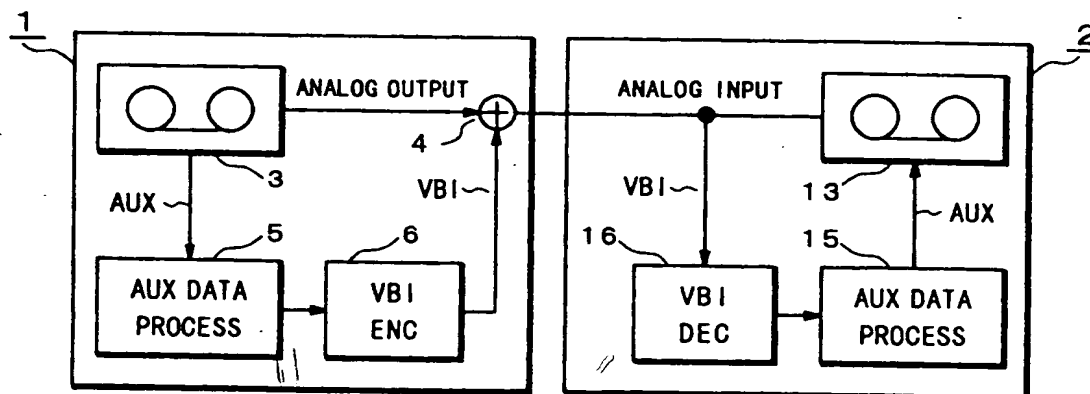 1
2
ANALOG OUTPUT
ANALOG INPUT
4
3
13
AUX
VBI
VBI
AUX
5
6
16
15
AUX DATA
PROCESS
VBI
ENC
VBI
DEC
AUX DATA
PROCESS